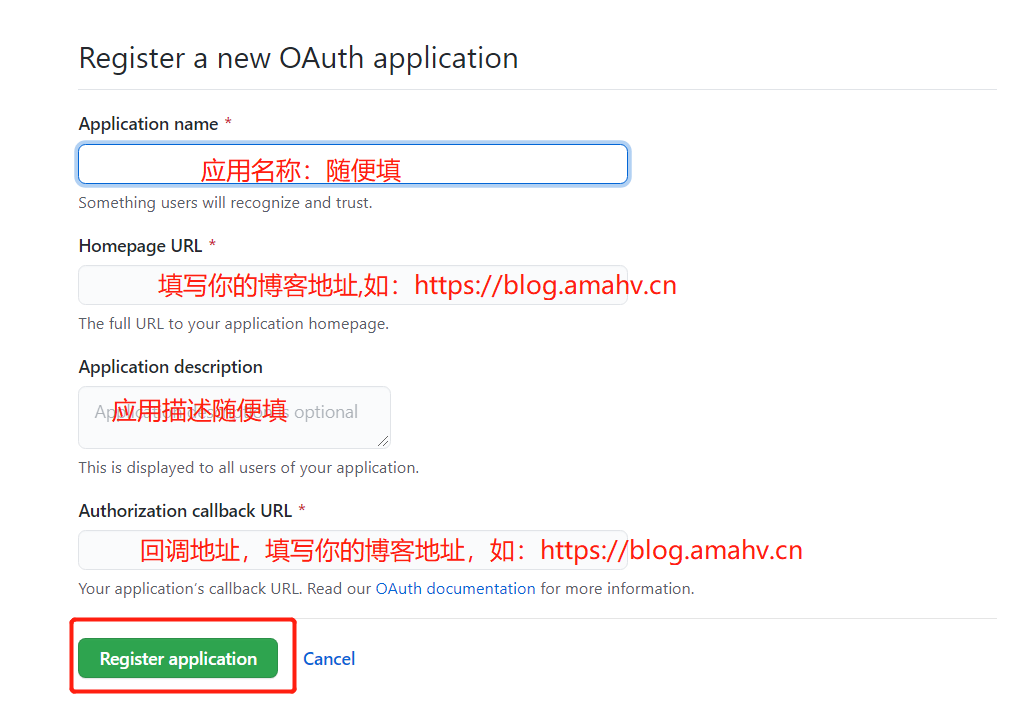 Register a new OAuth application
Application name *
应用名称：随便填
Something users will recognize and trust.
Homepage URL *
填写你的博客地址,如：https://blog.amahv.cn
The full URL to your application homepage.
Application description
Application description is optional
应用描述随便填
This is displayed to all users of your application.
Authorization callback URL *
回调地址，填写你的博客地址，如：https://blog.amahv.cn
Your application’s callback URL. Read our OAuth documentation for more information.
Register application Cancel